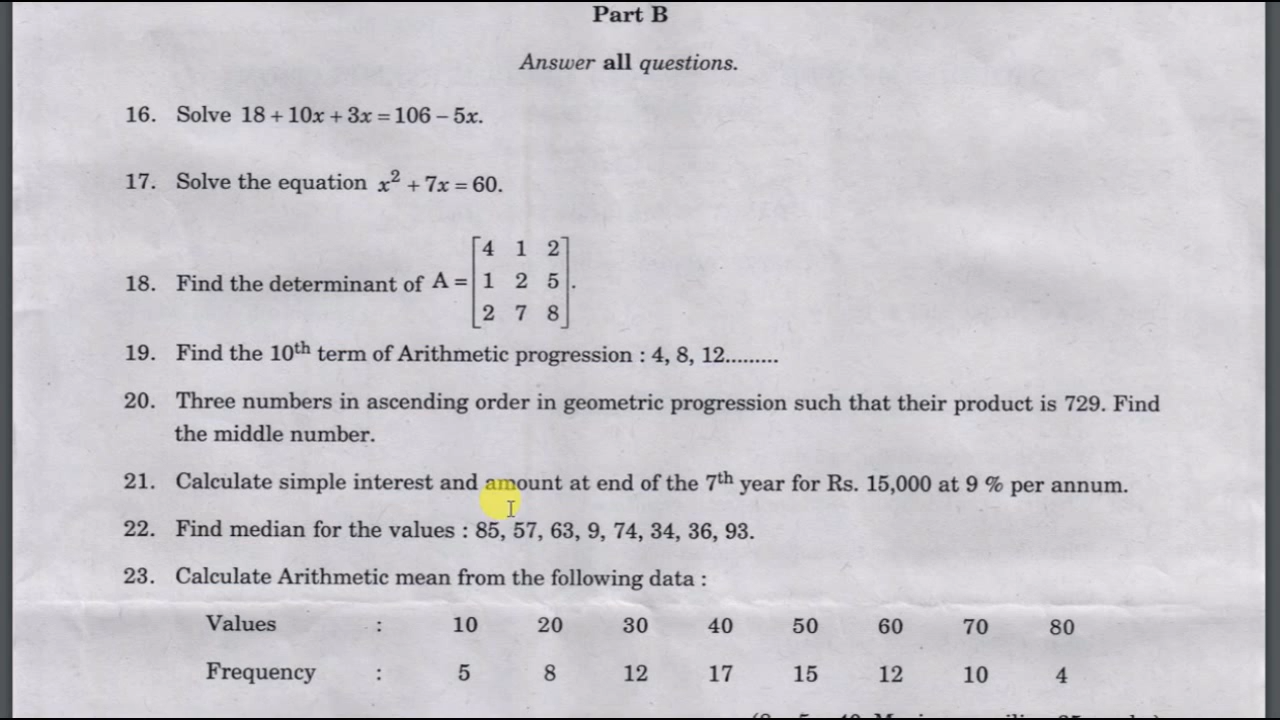 Part B
Answer all questions.
16. Solve 18 + 10x + 3x = 106 – 5x.
17. Solve the equation x² + 7x = 60.
18. Find the determinant of A = [4 1 2
1 2 5
2 7 8].
19. Find the 10th term of Arithmetic progression : 4, 8, 12.........
20. Three numbers in ascending order in geometric progression such that their product is 729. Find
the middle number.
21. Calculate simple interest and amount at end of the 7th year for Rs. 15,000 at 9 % per annum.
22. Find median for the values : 85, 57, 63, 9, 74, 34, 36, 93.
23. Calculate Arithmetic mean from the following data :
Values : 10 20 30 40 50 60 70 80
Frequency : 5 8 12 17 15 12 10 4